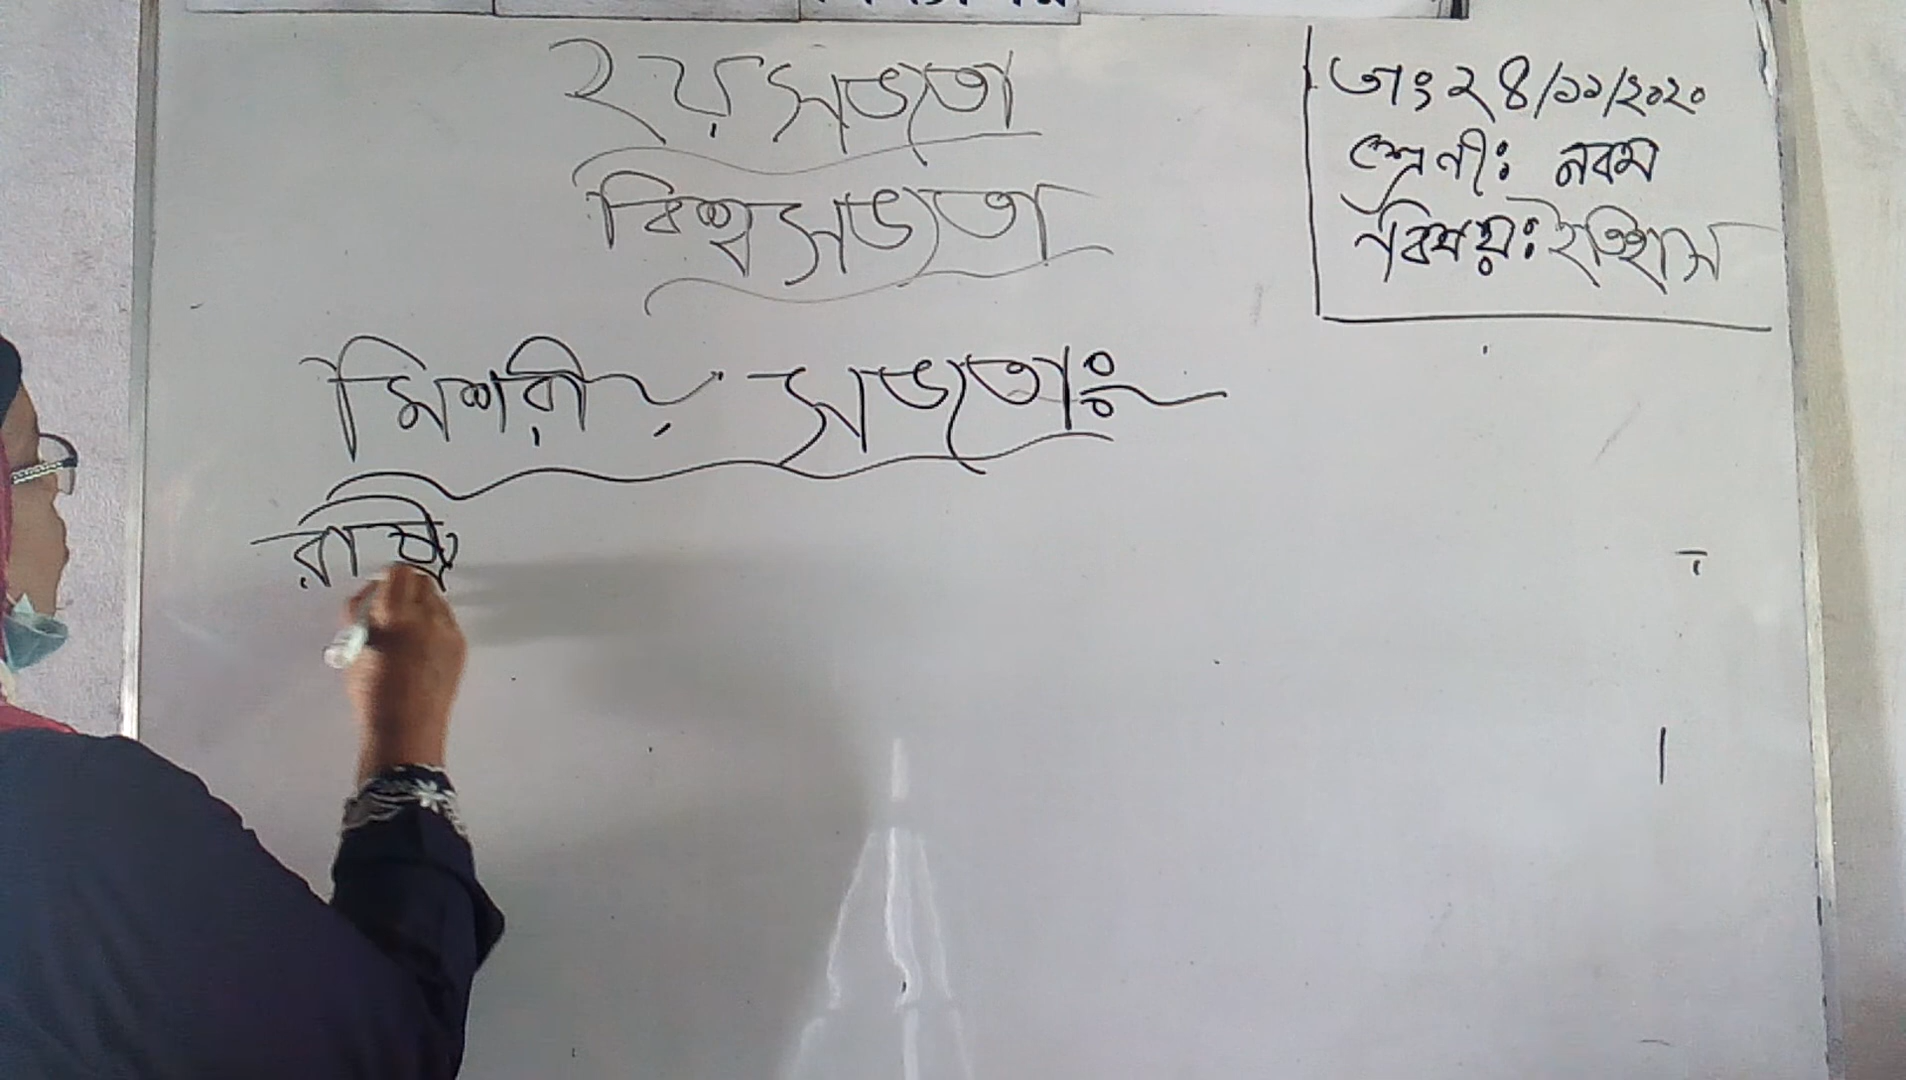 ২য় সভ্যতা
বিশ্বসভ্যতা
তাং ২৪/১১/২০২০
শ্রেণী: নবম
বিষয়: ইতিহাস
মিশরীয় সভ্যতাঃ
রাষ্ট্র